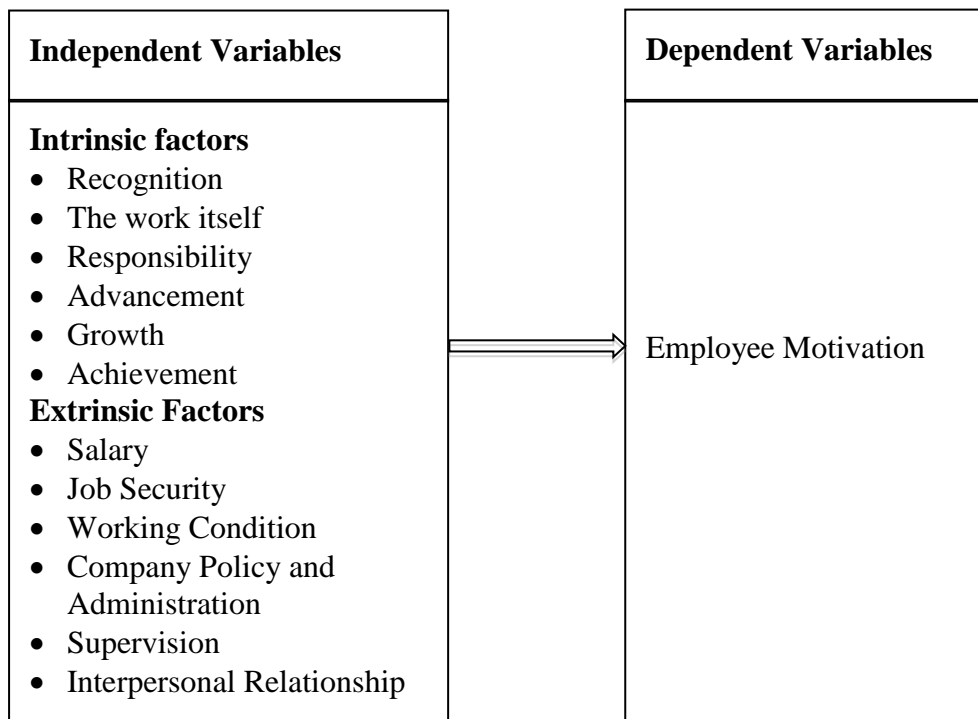 Independent Variables
Intrinsic factors
• Recognition
• The work itself
• Responsibility
• Advancement
• Growth
• Achievement
Extrinsic Factors
• Salary
• Job Security
• Working Condition
• Company Policy and
Administration
• Supervision
• Interpersonal Relationship
Dependent Variables
Employee Motivation